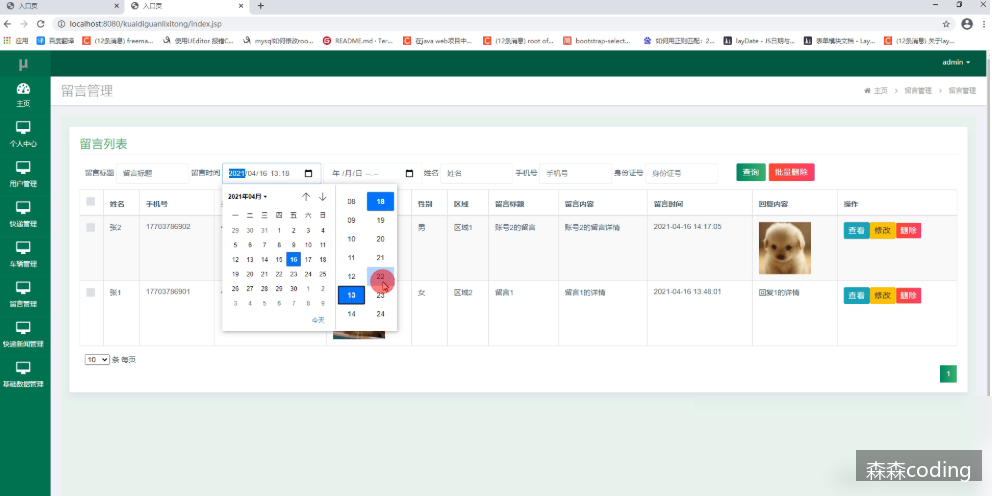 入口页 × 入口页 × +
localhost:8080/kuaidiguanlixitong/index.jsp
应用 百度翻译 (12条消息) freema... 使用UEditor 报错C... mysql如何修改roo... README.md · Ter... 在java web项目中... (12条消息) root of... bootstrap-select... 如何用正则匹配：2... layDate - JS日期与... 表单模块文档 - Lay... (12条消息) 关于lay...
μ admin
留言管理 主页 > 留言管理 > 留言管理
主页
个人中心
用户管理
快递管理
车辆管理
留言管理
快递新闻管理
基础数据管理
留言列表
留言标题 留言标题 留言时间 2021/04/16 13:18 年 /月/日 --:-- 姓名 姓名 手机号 手机号 身份证号 身份证号 查询 批量删除
姓名 手机号 性别 区域 留言标题 留言内容 留言时间 回复内容 操作
张2 17703786902 男 区域1 账号2的留言 账号2的留言详情 2021-04-16 14:17:05 查看 修改 删除
张1 17703786901 女 区域2 留言1 留言1的详情 2021-04-16 13:48:01 回复1的详情 查看 修改 删除
2021年04月
一 二 三 四 五 六 日
29 30 31 1 2 3 4
5 6 7 8 9 10 11
12 13 14 15 16 17 18
19 20 21 22 23 24 25
26 27 28 29 30 1 2
3 4 5 6 7 8 9
今天
08 18
09 19
10 20
11 21
12 22
13 23
14 24
10 条 每页
1
森森coding